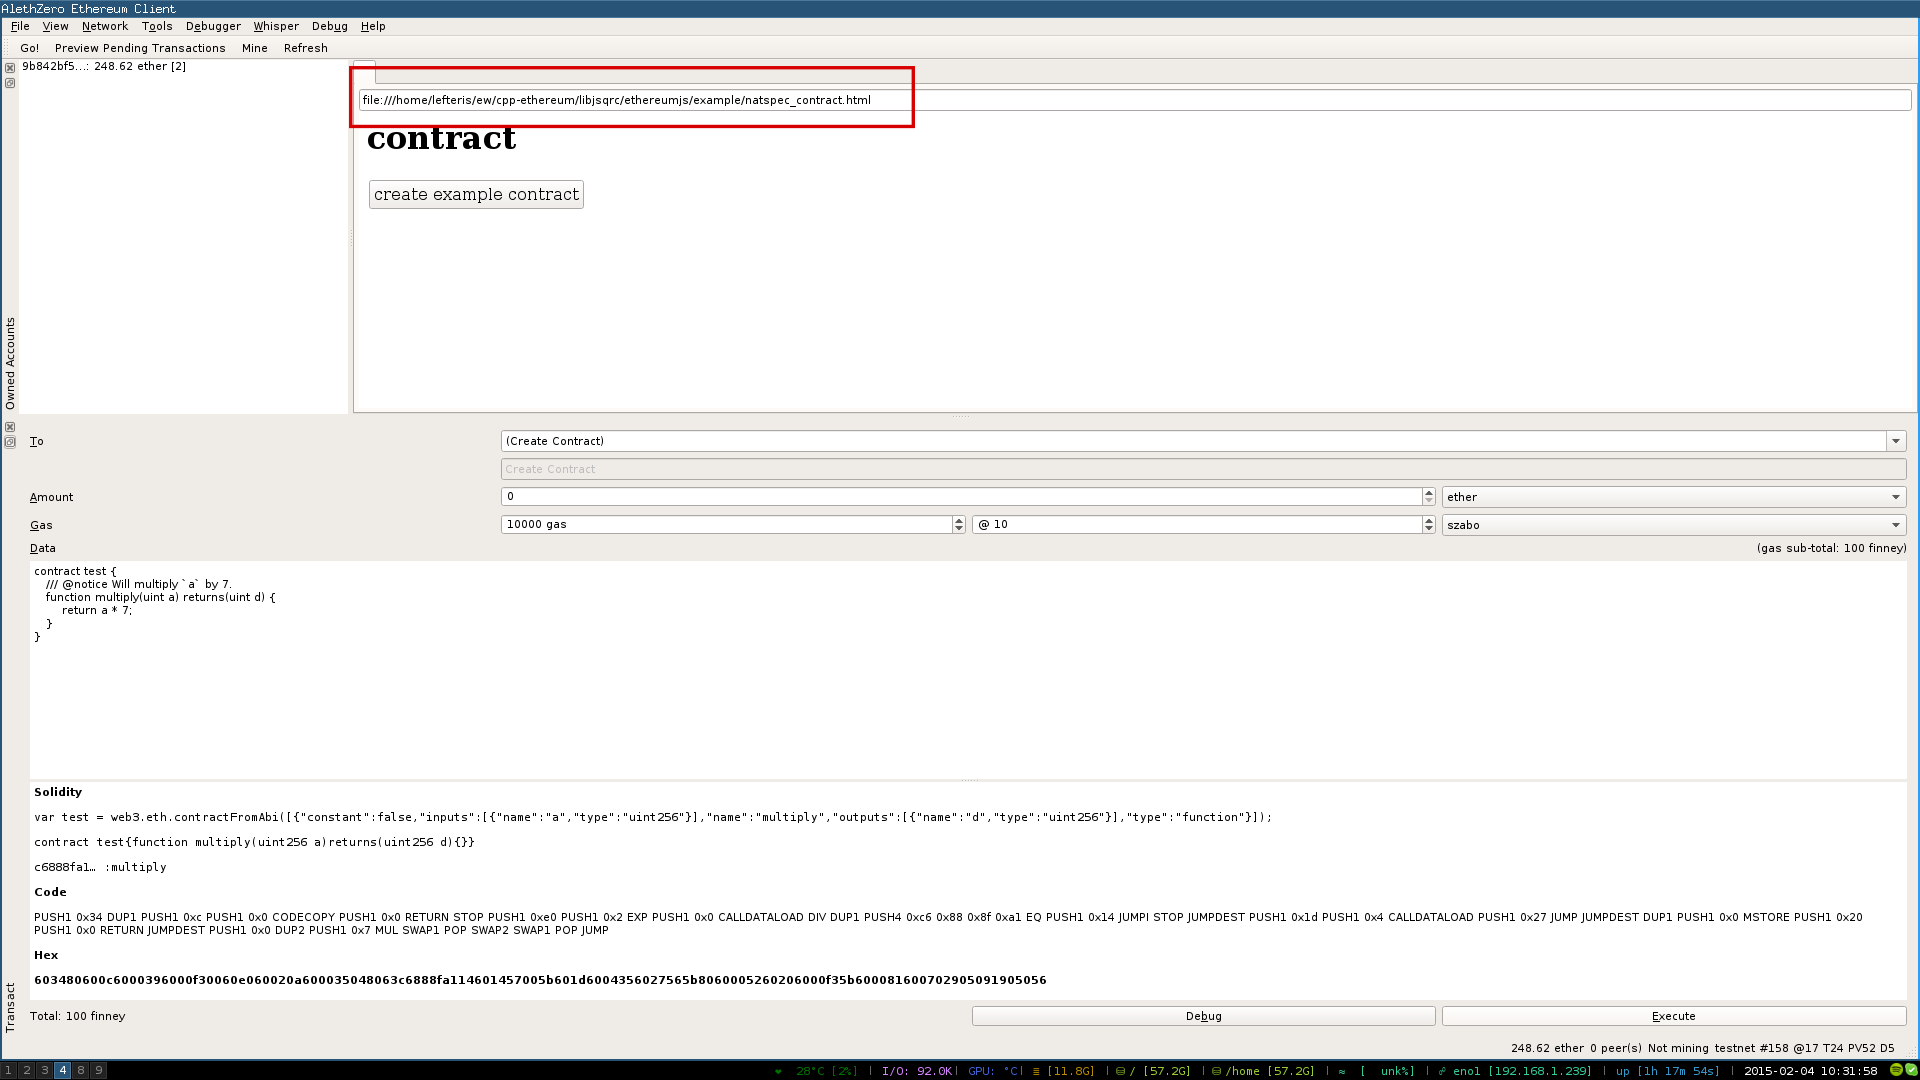 AlethZero Ethereum Client
File View Network Tools Debugger Whisper Debug Help
Go! Preview Pending Transactions Mine Refresh
9b842bf5...: 248.62 ether [2]
Owned Accounts
file:///home/lefteris/ew/cpp-ethereum/libjsqrc/ethereumjs/example/natspec_contract.html
contract
create example contract
To (Create Contract)
Create Contract
Amount 0 ether
Gas 10000 gas @ 10 szabo
Data (gas sub-total: 100 finney)
contract test {
/// @notice Will multiply `a` by 7.
function multiply(uint a) returns(uint d) {
return a * 7;
}
}
Solidity
var test = web3.eth.contractFromAbi([{"constant":false,"inputs":[{"name":"a","type":"uint256"}],"name":"multiply","outputs":[{"name":"d","type":"uint256"}],"type":"function"}]);
contract test{function multiply(uint256 a)returns(uint256 d){}}
c6888fa1… :multiply
Code
PUSH1 0x34 DUP1 PUSH1 0xc PUSH1 0x0 CODECOPY PUSH1 0x0 RETURN STOP PUSH1 0xe0 PUSH1 0x2 EXP PUSH1 0x0 CALLDATALOAD DIV DUP1 PUSH4 0xc6 0x88 0x8f 0xa1 EQ PUSH1 0x14 JUMPI STOP JUMPDEST PUSH1 0x1d PUSH1 0x4 CALLDATALOAD PUSH1 0x27 JUMP JUMPDEST DUP1 PUSH1 0x0 MSTORE PUSH1 0x20
PUSH1 0x0 RETURN JUMPDEST PUSH1 0x0 DUP2 PUSH1 0x7 MUL SWAP1 POP SWAP2 SWAP1 POP JUMP
Hex
603480600c6000396000f30060e060020a600035048063c6888fa114601457005b601d6004356027565b8060005260206000f35b600081600702905091905056
Transact
Total: 100 finney Debug Execute
248.62 ether 0 peer(s) Not mining testnet #158 @17 T24 PV52 D5
1 2 3 4 8 9 28°C [2%] | I/O: 92.0K| GPU: °C| [11.8G] | / [57.2G] | /home [57.2G] | ≈ [ unk%] | eno1 [192.168.1.239] | up [1h 17m 54s] | 2015-02-04 10:31:58